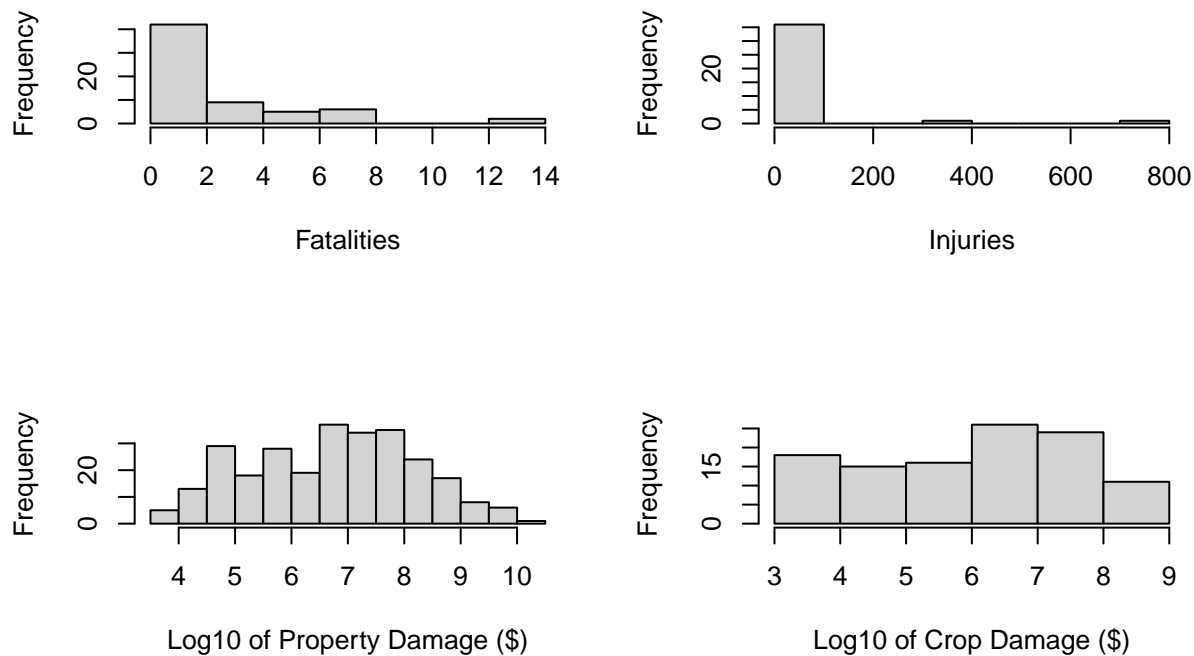 Frequency
20
0
0 2 4 6 8 10 12 14
Fatalities
Frequency
20
0
0 200 400 600 800
Injuries
Frequency
20
0
4 5 6 7 8 9 10
Log10 of Property Damage ($)
Frequency
15
0
3 4 5 6 7 8 9
Log10 of Crop Damage ($)